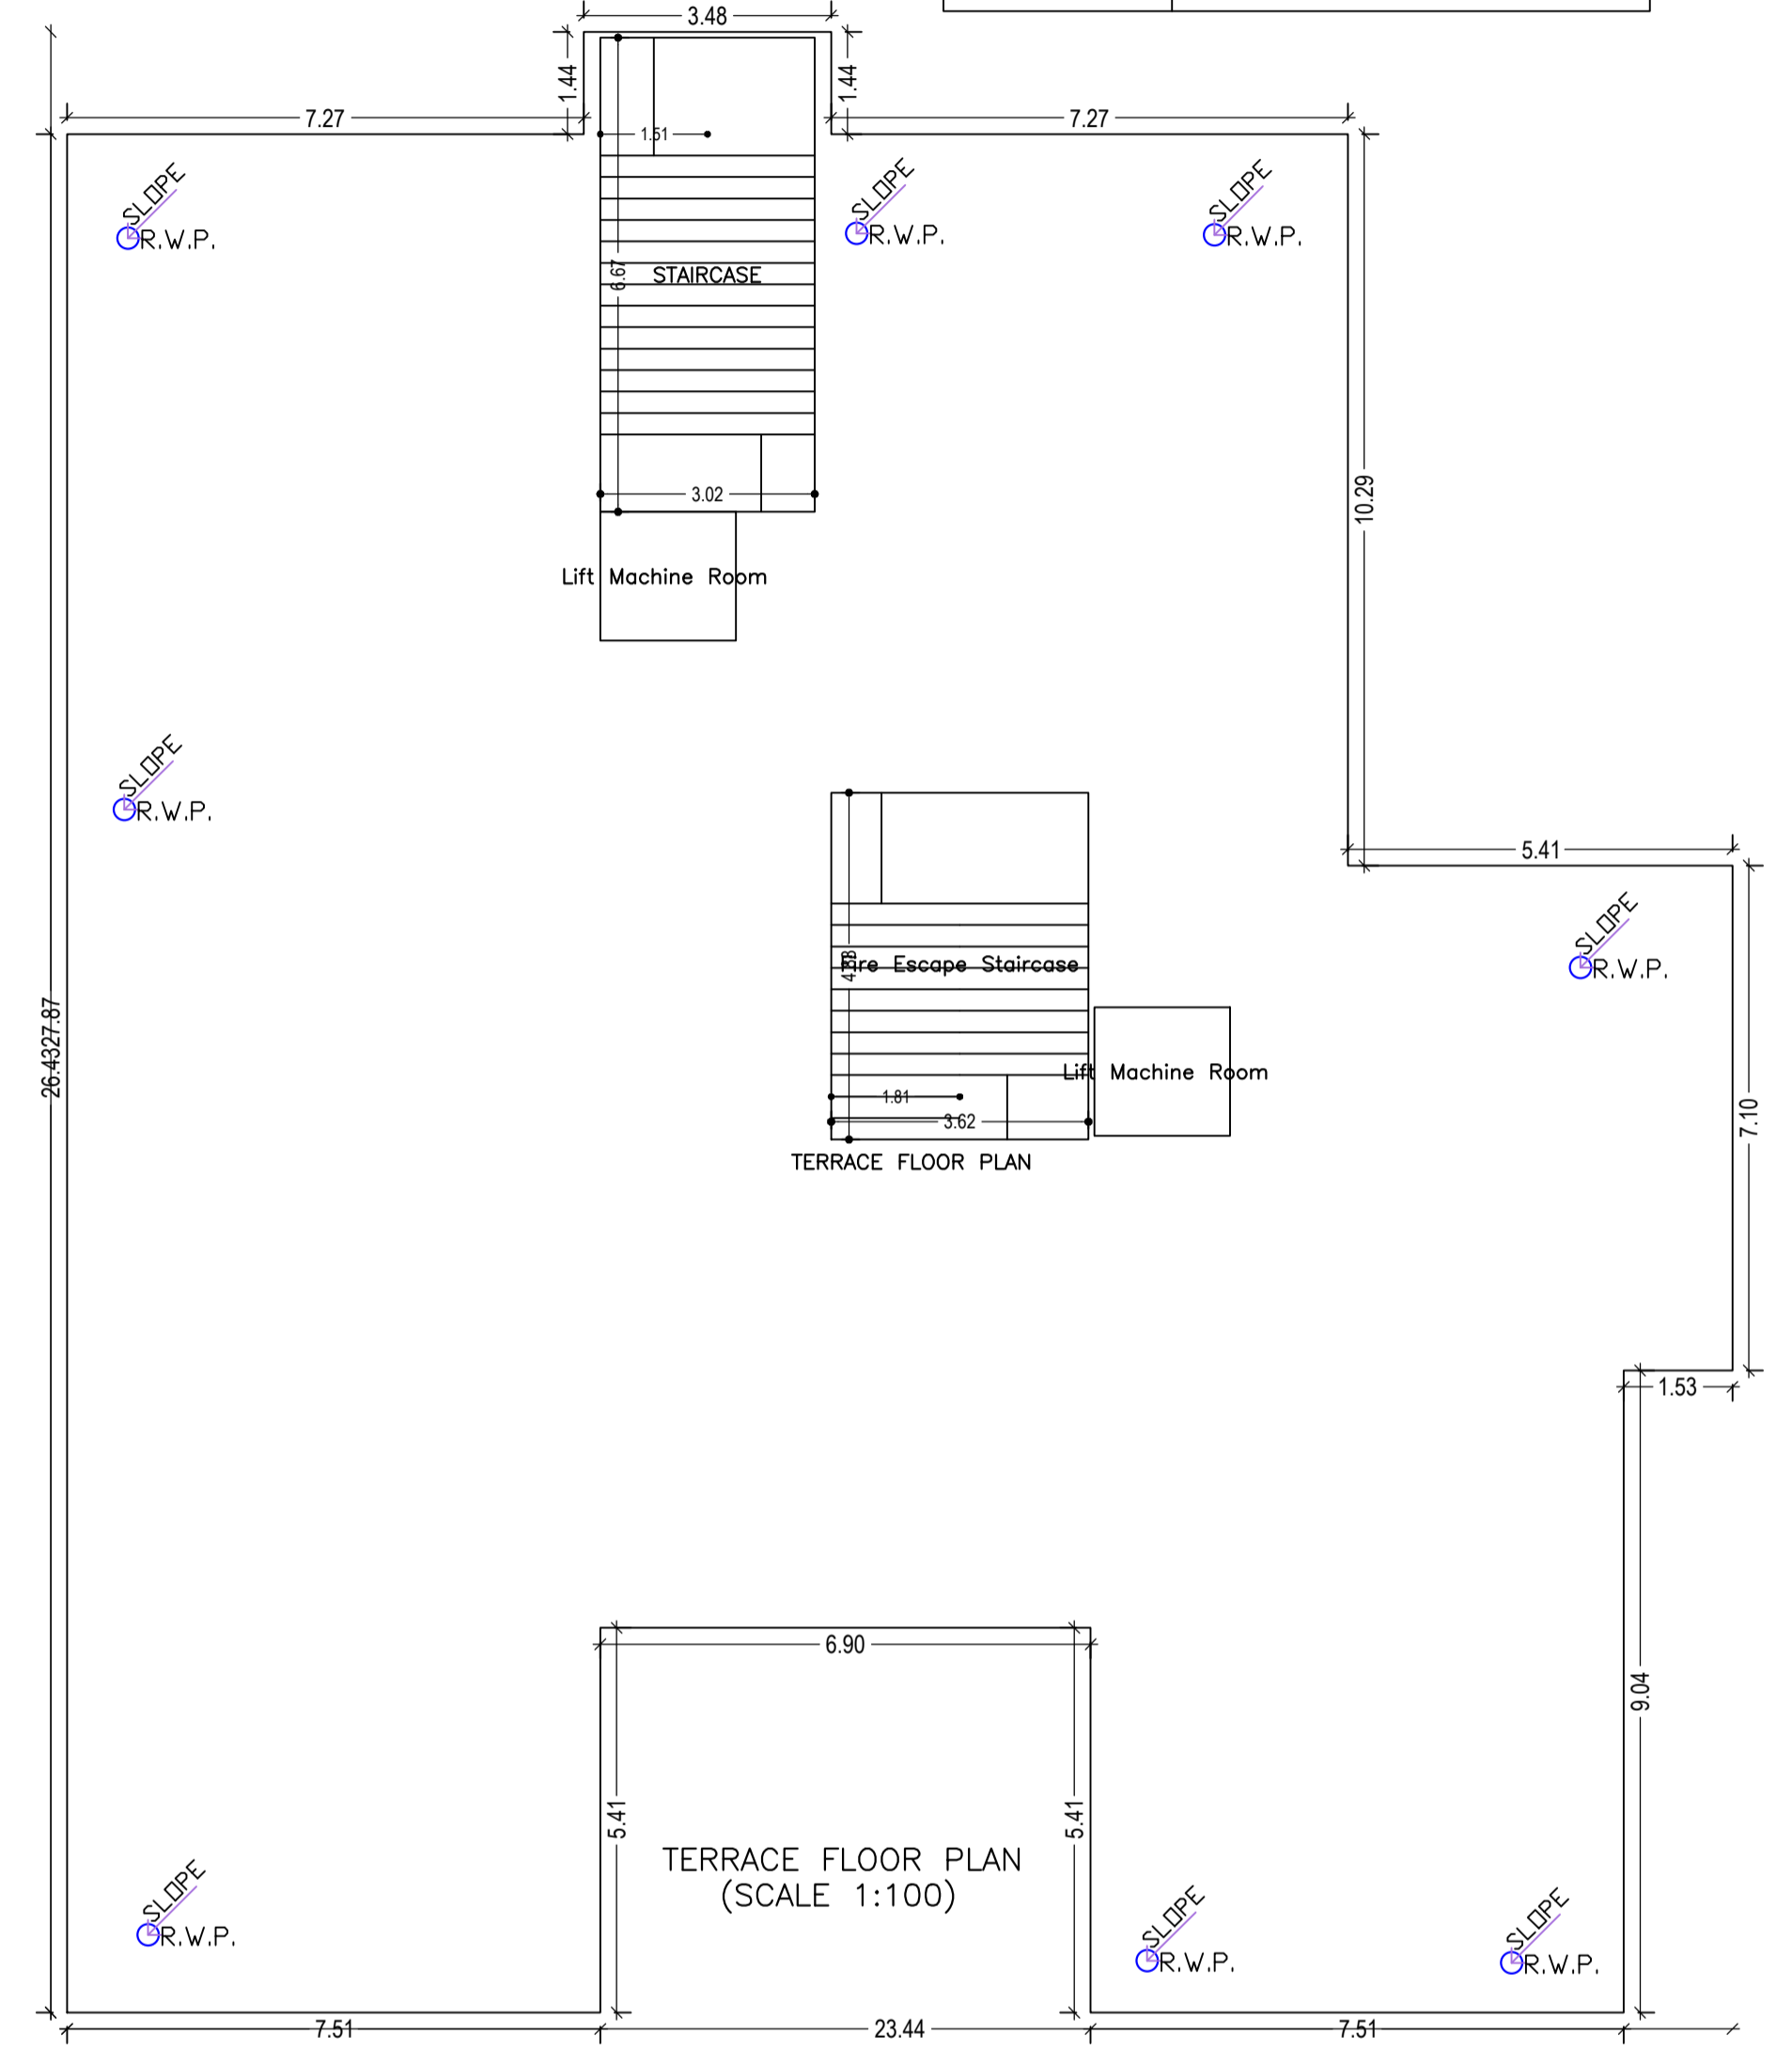 3.48
1.44
1.44
7.27
7.27
1.51
SLOPE
R.W.P.
SLOPE
R.W.P.
SLOPE
R.W.P.
6.67
STAIRCASE
3.02
10.29
Lift Machine Room
SLOPE
R.W.P.
5.41
SLOPE
R.W.P.
Fire Escape Staircase
26.43
27.87
Lift Machine Room
1.81
3.62
7.10
TERRACE FLOOR PLAN
1.53
6.90
9.04
5.41
5.41
TERRACE FLOOR PLAN
(SCALE 1:100)
SLOPE
R.W.P.
SLOPE
R.W.P.
SLOPE
R.W.P.
7.51
23.44
7.51